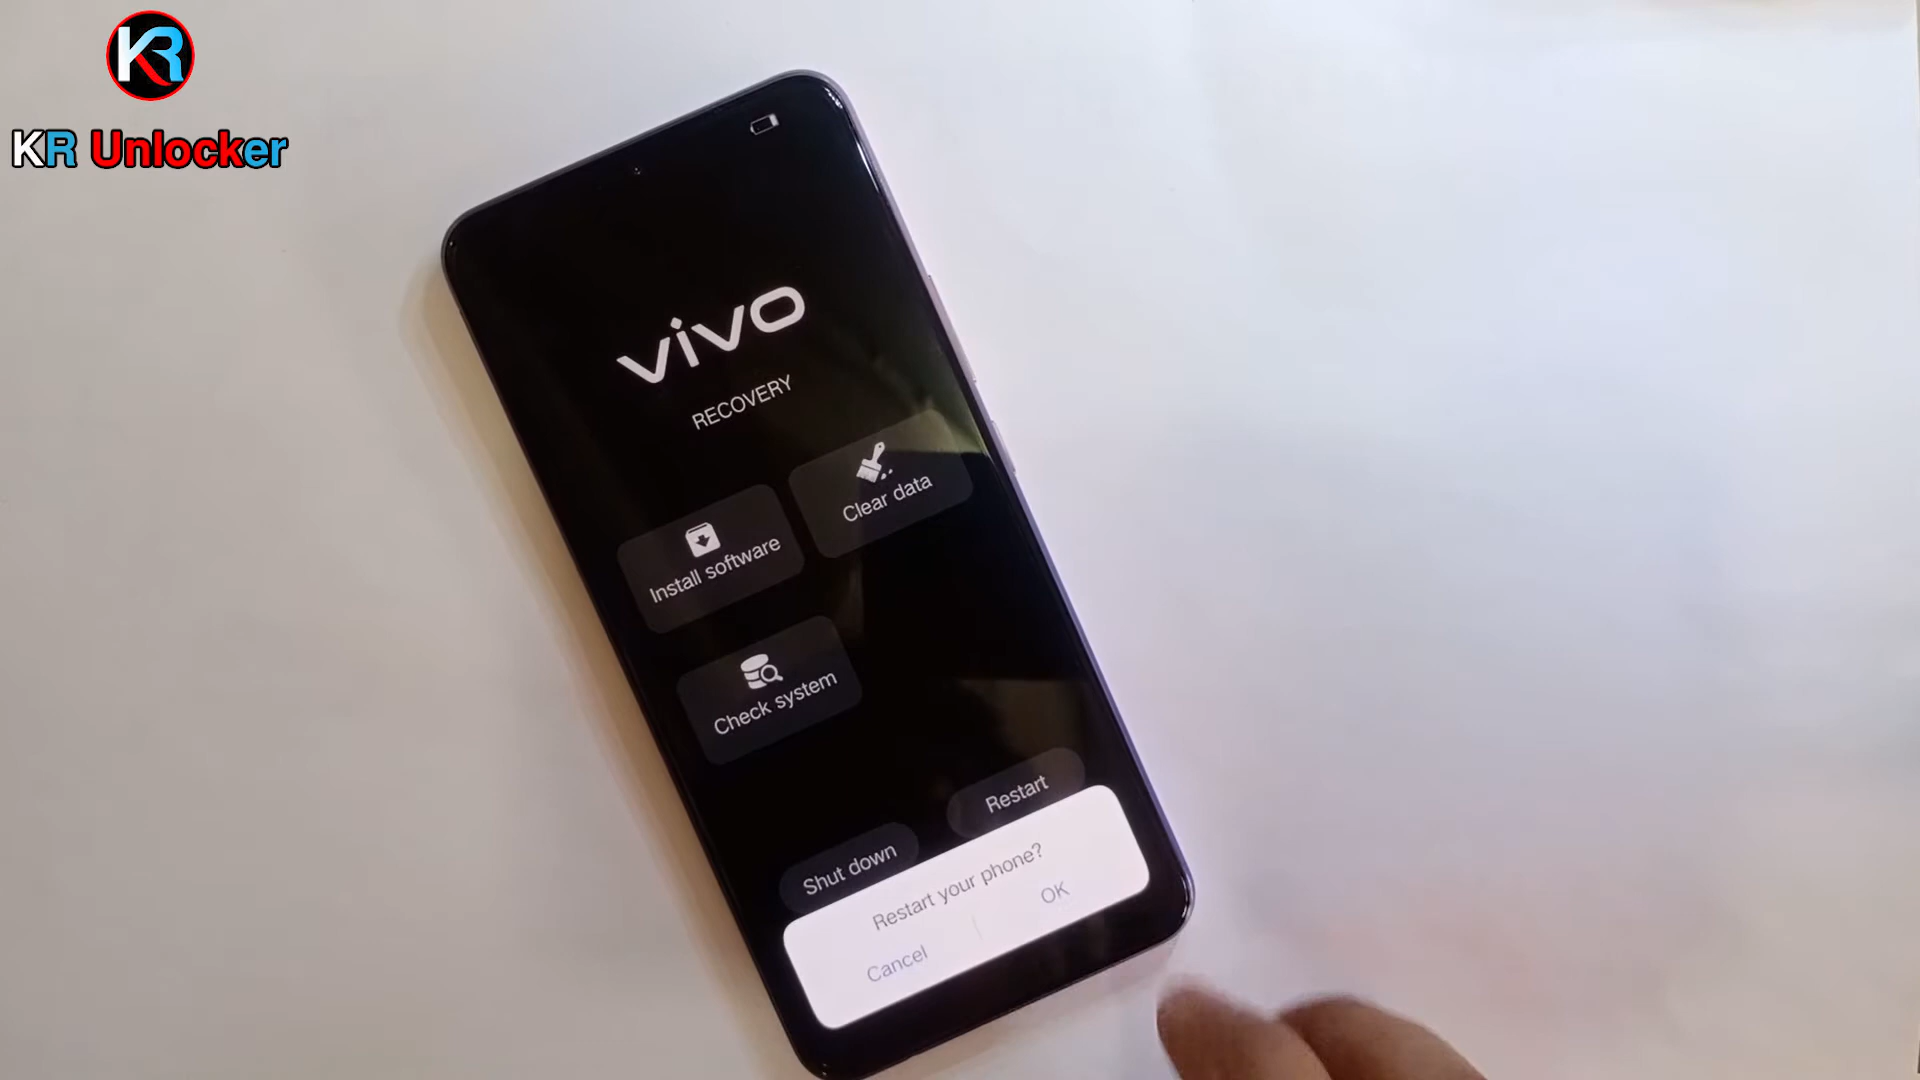 KR
KR Unlocker
vivo
RECOVERY
Clear data
Install software
Check system
Restart
Shut down
Restart your phone?
OK
Cancel